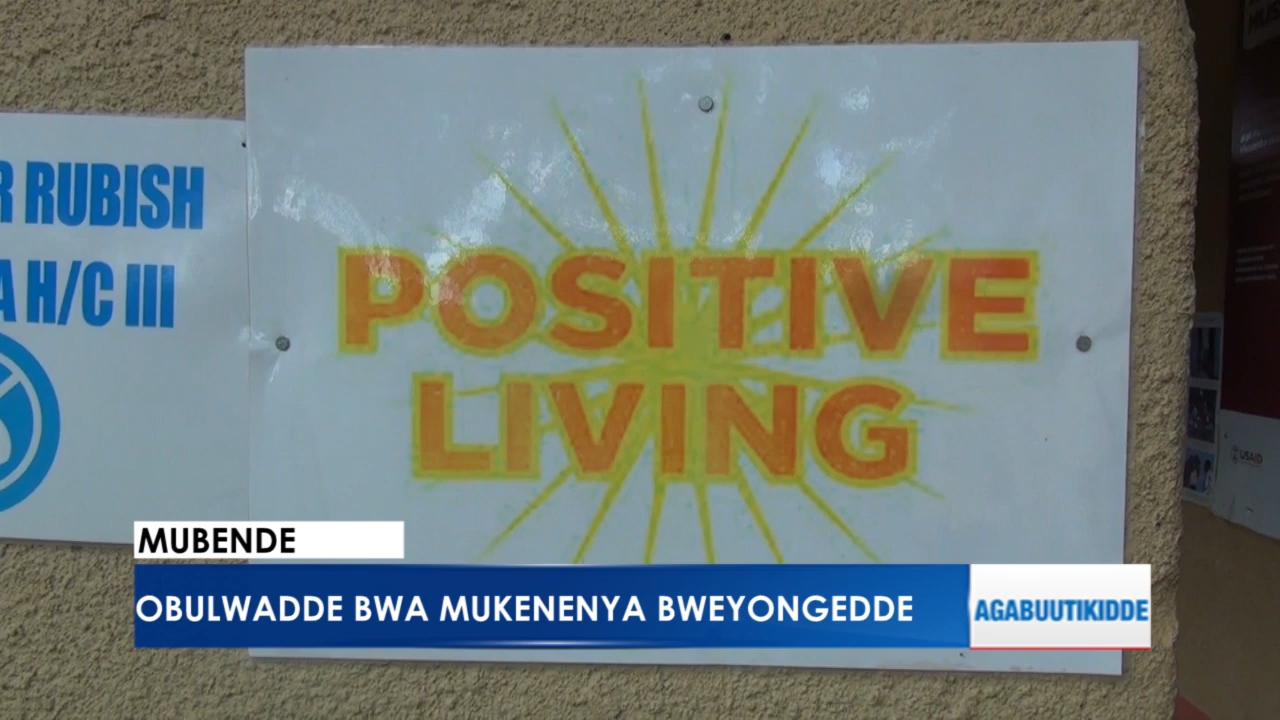 R RUBISH
A H/C III
POSITIVE
LIVING
USAID
MUBENDE
OBULWADDE BWA MUKENENYA BWEYONGEDDE
AGABUUTIKIDDE